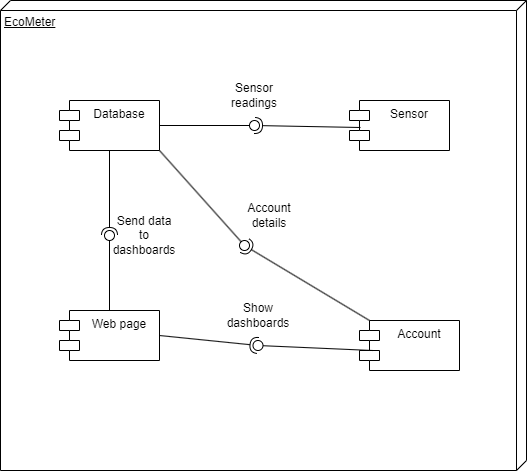 EcoMeter
Sensor
readings
Database
Sensor
Account
details
Send data
to
dashboards
Show
dashboards
Web page
Account